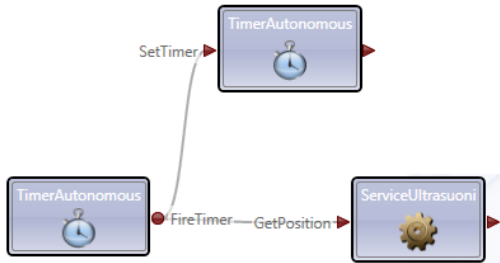 TimerAutonomous
SetTimer
TimerAutonomous
FireTimer
GetPosition
ServiceUltrasuoni